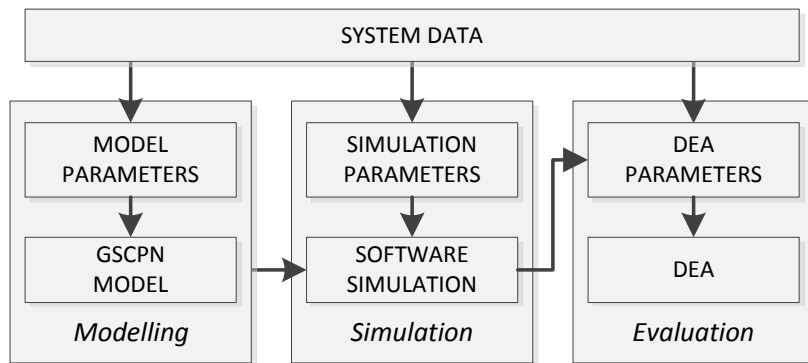 SYSTEM DATA
MODEL
PARAMETERS
GSCPN
MODEL
Modelling
SIMULATION
PARAMETERS
SOFTWARE
SIMULATION
Simulation
DEA
PARAMETERS
DEA
Evaluation